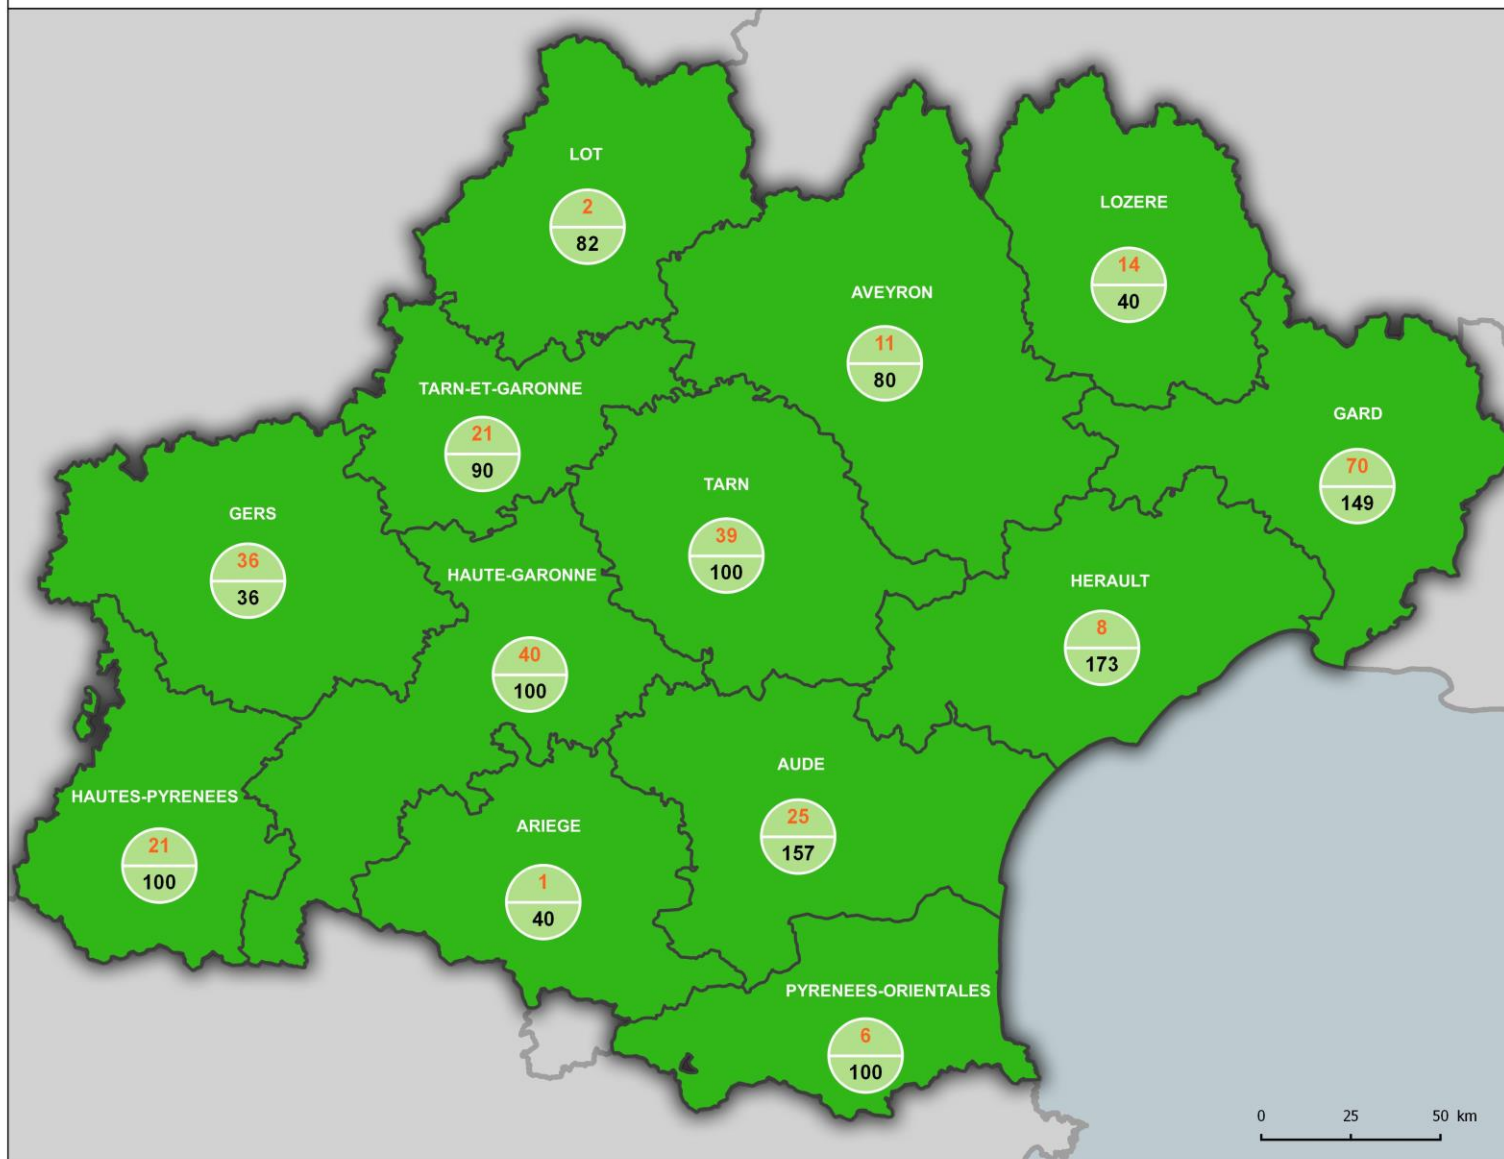 LOT
2
82
LOZERE
14
40
AVEYRON
11
80
TARN-ET-GARONNE
21
90
GARD
70
149
TARN
39
100
GERS
36
36
HAUTE-GARONNE
40
100
HERAULT
8
173
AUDE
25
157
HAUTES-PYRENEES
21
100
ARIEGE
1
40
PYRENEES-ORIENTALES
6
100
0 25 50 km